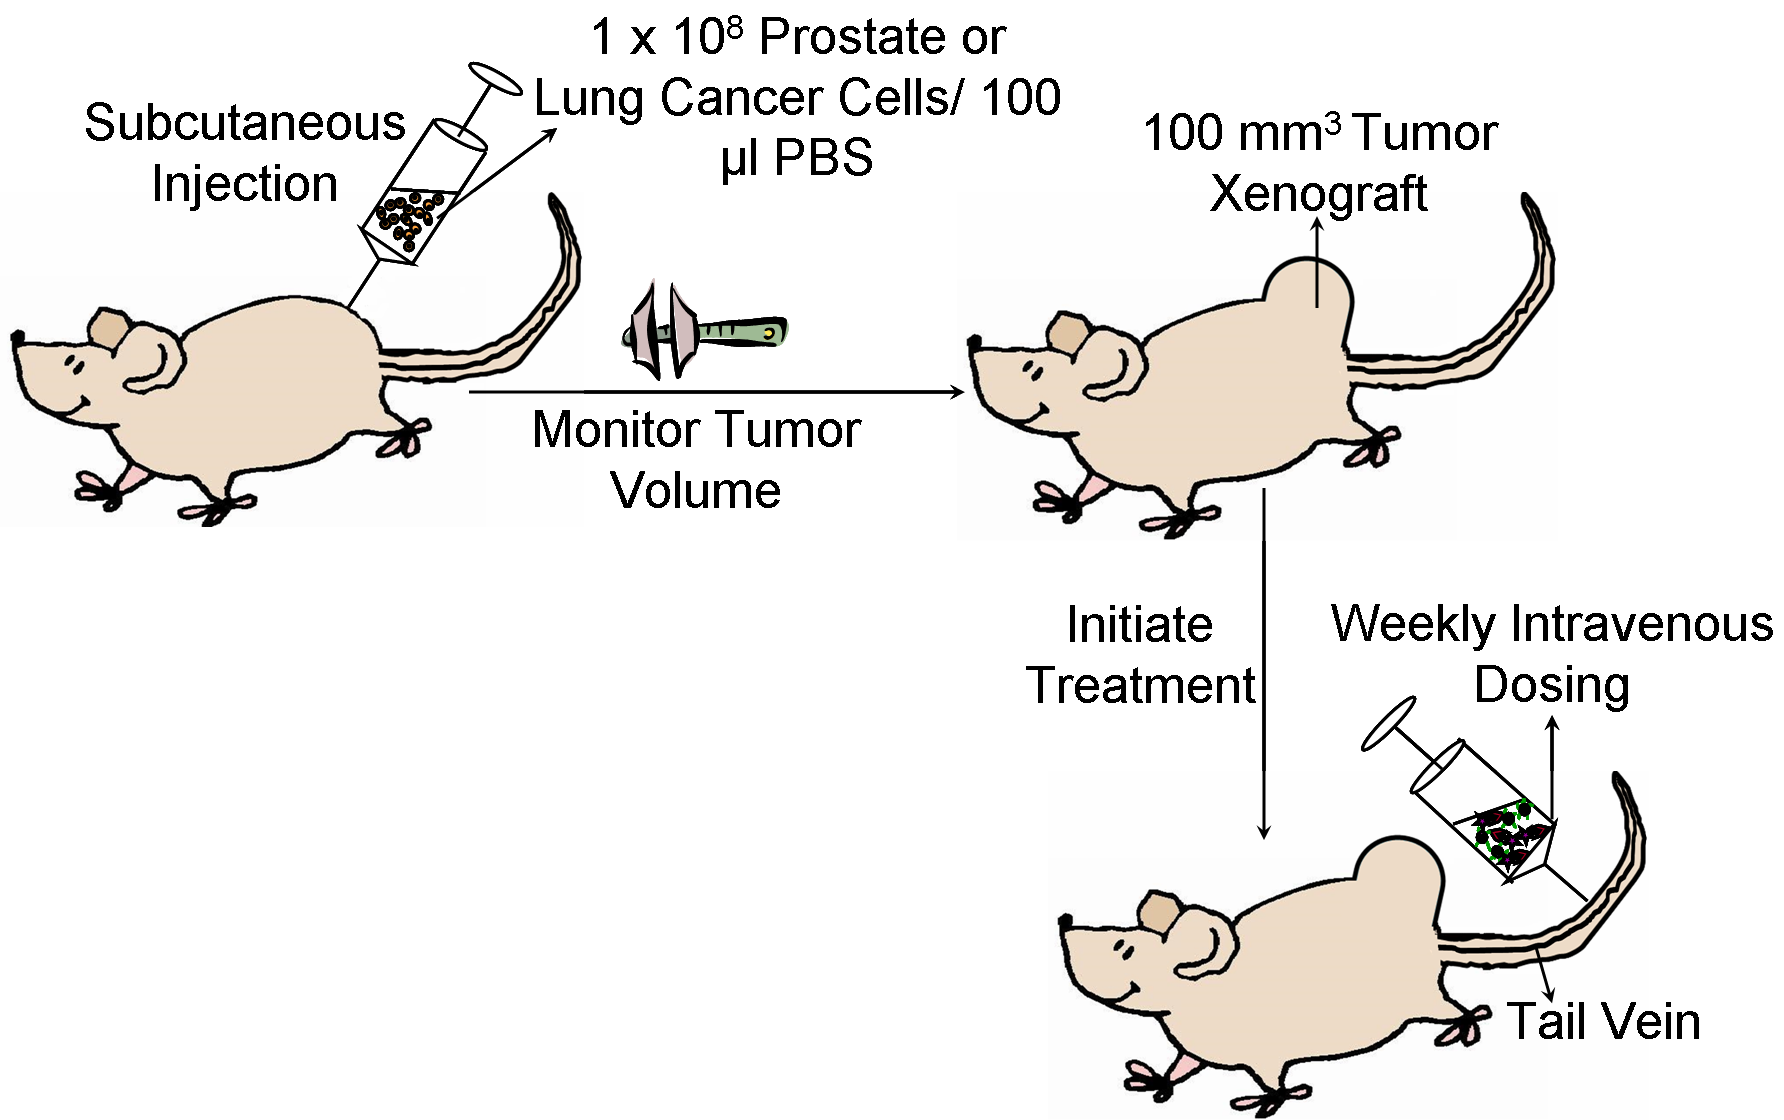 1 x 10⁸ Prostate or
Lung Cancer Cells/ 100
µl PBS
Subcutaneous
Injection
100 mm³ Tumor
Xenograft
Monitor Tumor
Volume
Initiate
Treatment
Weekly Intravenous
Dosing
Tail Vein